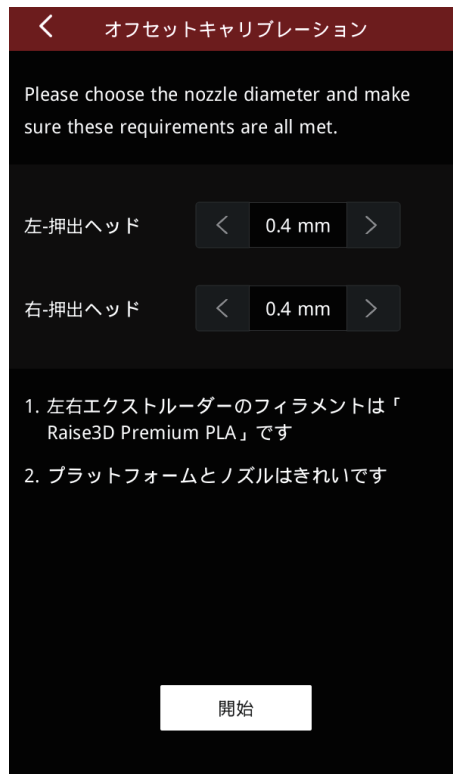 オフセットキャリブレーション
Please choose the nozzle diameter and make
sure these requirements are all met.
左-押出ヘッド 0.4 mm
右-押出ヘッド 0.4 mm
1. 左右エクストルーダーのフィラメントは「
Raise3D Premium PLA」です
2. プラットフォームとノズルはきれいです
開始